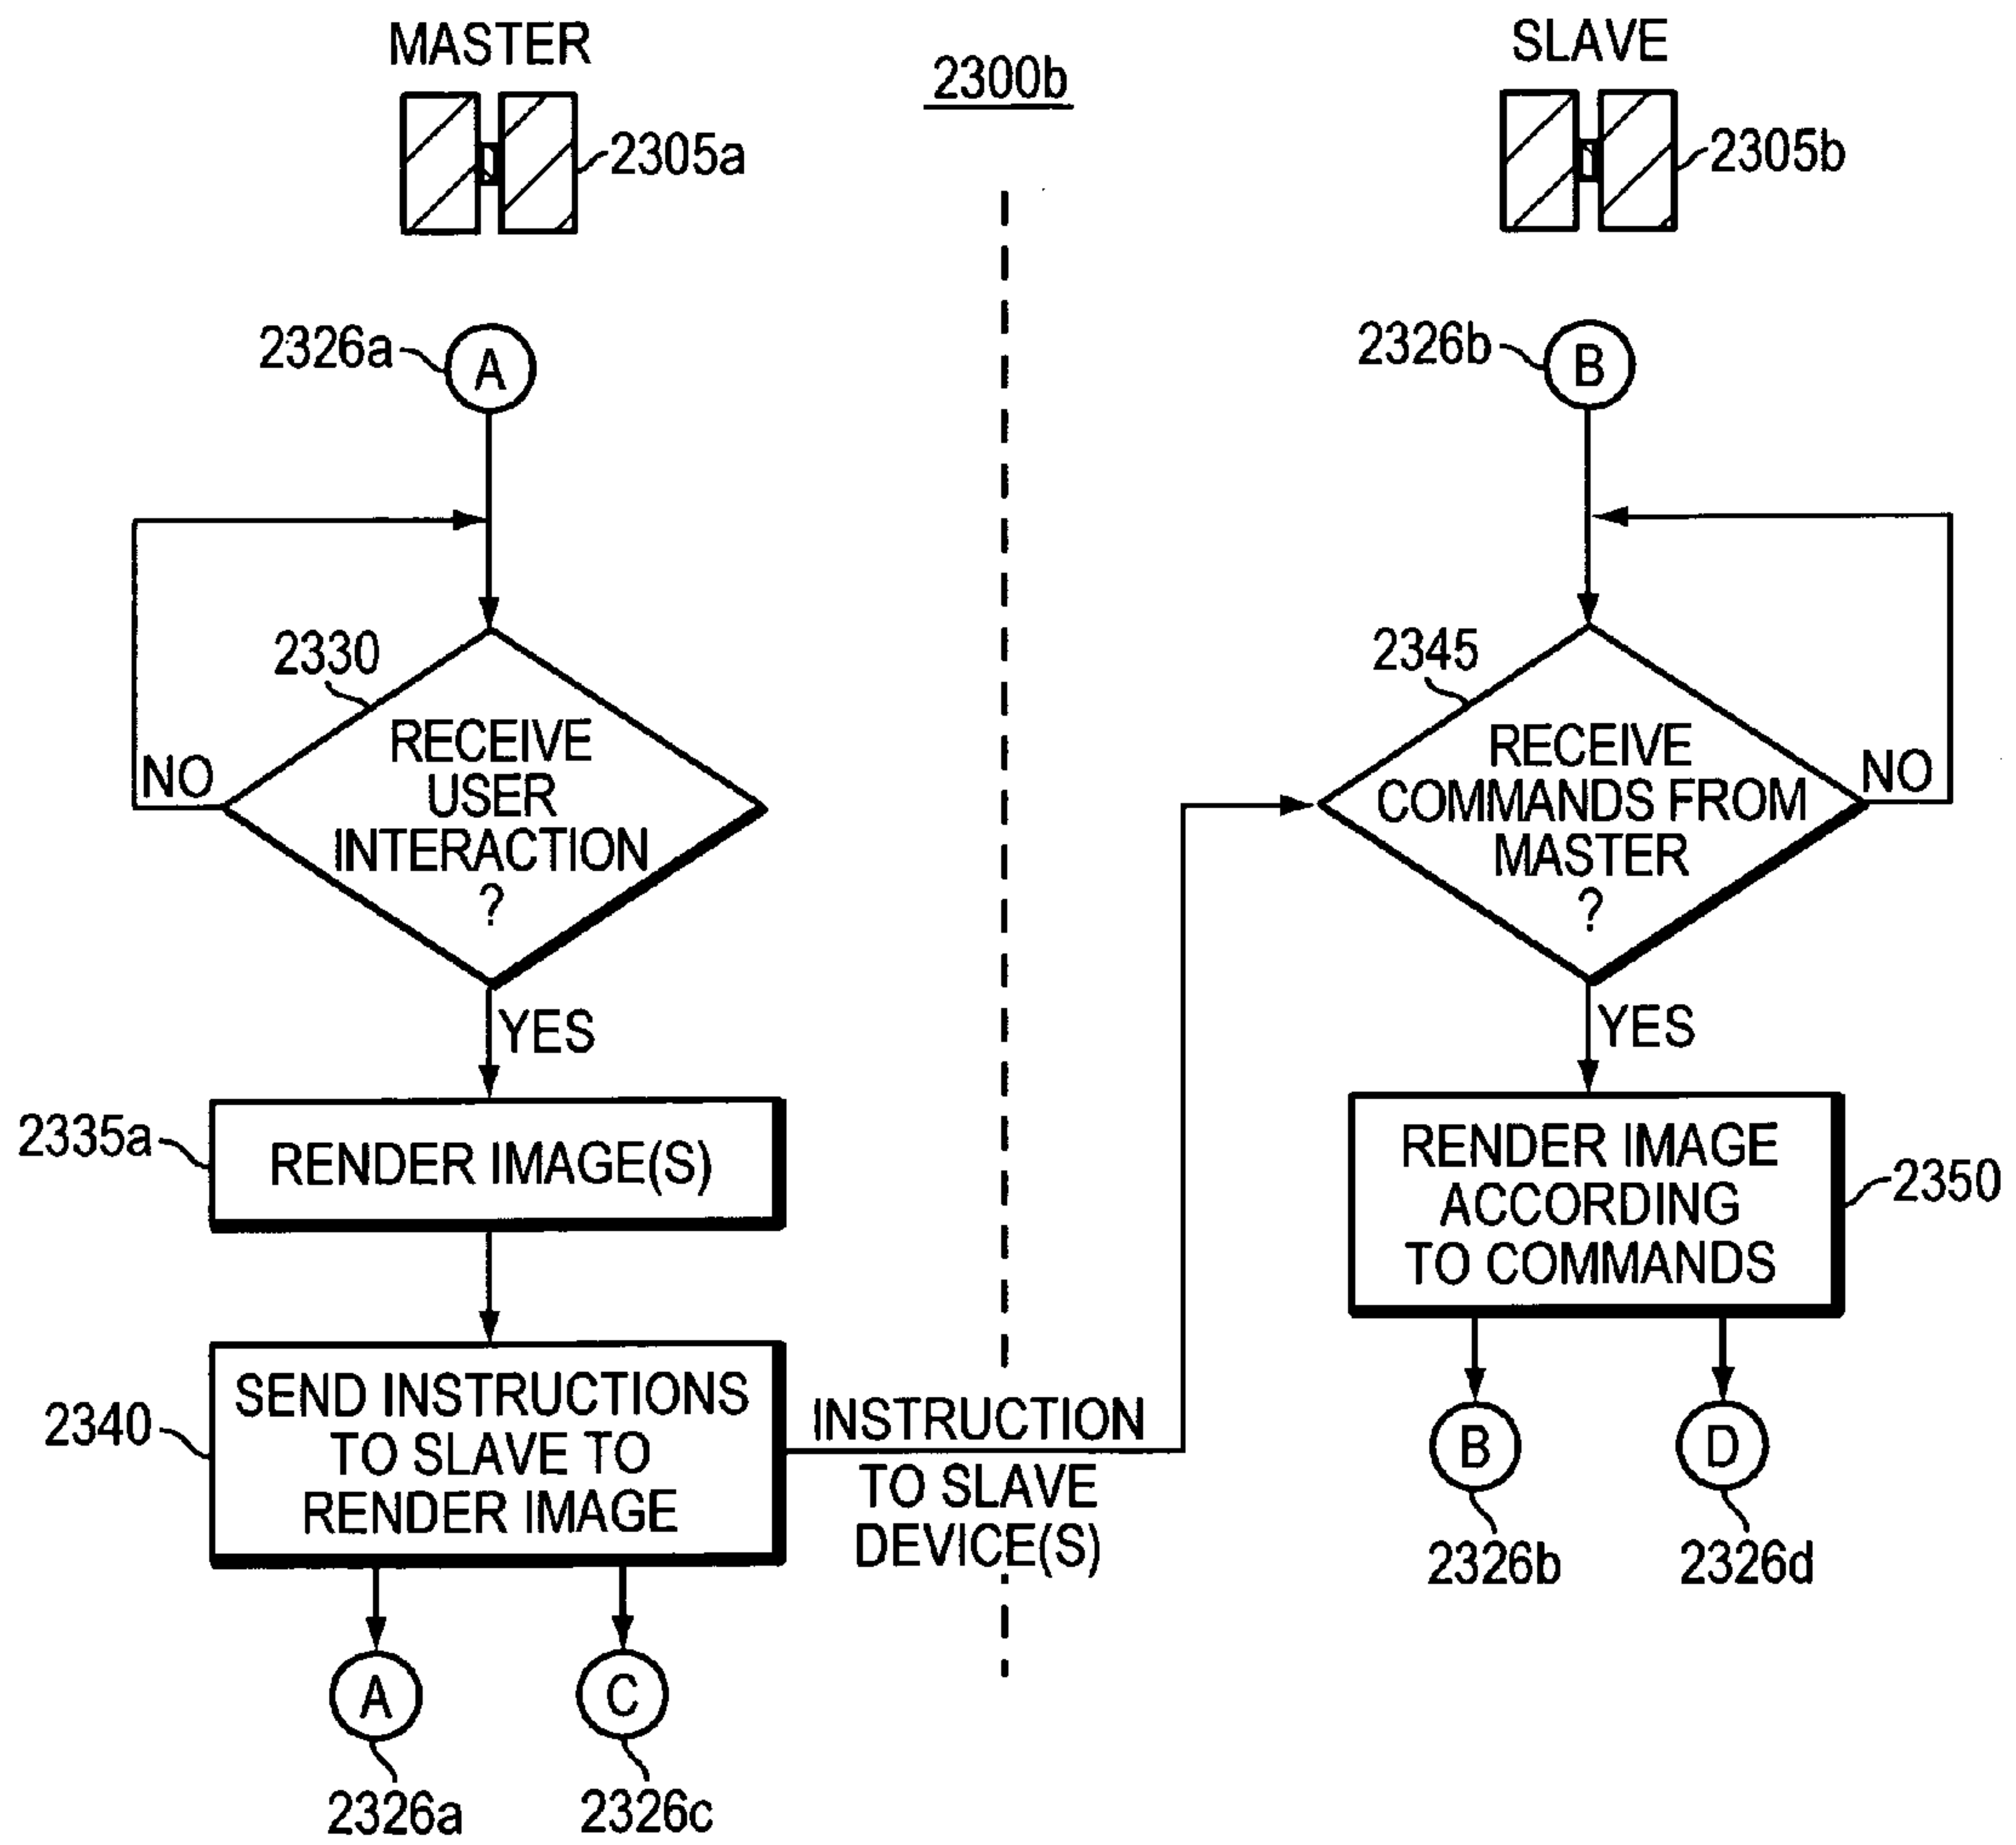 MASTER
2300b
SLAVE
2305a
2305b
2326a
A
2326b
B
2330
RECEIVE
USER
INTERACTION
?
NO
YES
2345
RECEIVE
COMMANDS FROM
MASTER
?
NO
YES
2335a
RENDER IMAGE(S)
RENDER IMAGE
ACCORDING
TO COMMANDS
2350
2340
SEND INSTRUCTIONS
TO SLAVE TO
RENDER IMAGE
INSTRUCTION
TO SLAVE
DEVICE(S)
B
D
2326b
2326d
A
C
2326a
2326c